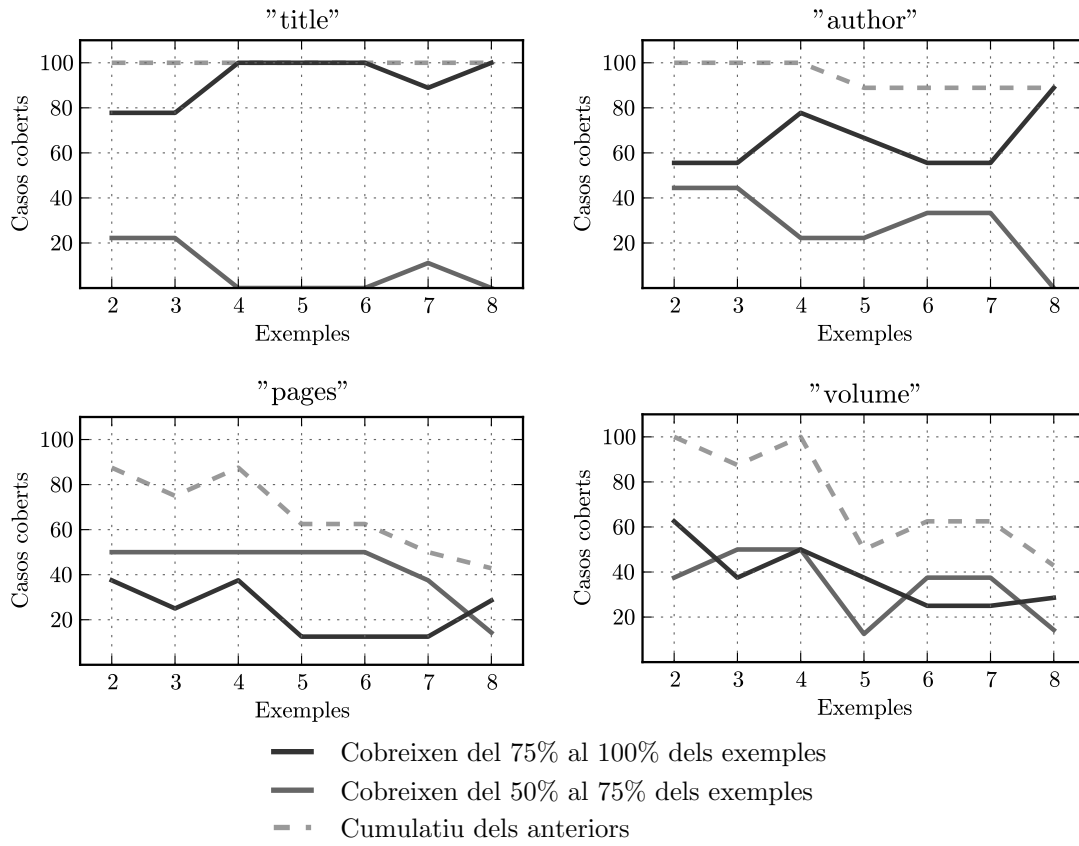 ”title”
100
80
60
40
20
Casos coberts
2 3 4 5 6 7 8
Exemples
”author”
100
80
60
40
20
Casos coberts
2 3 4 5 6 7 8
Exemples
”pages”
100
80
60
40
20
Casos coberts
2 3 4 5 6 7 8
Exemples
”volume”
100
80
60
40
20
Casos coberts
2 3 4 5 6 7 8
Exemples
Cobreixen del 75% al 100% dels exemples
Cobreixen del 50% al 75% dels exemples
Cumulatiu dels anteriors